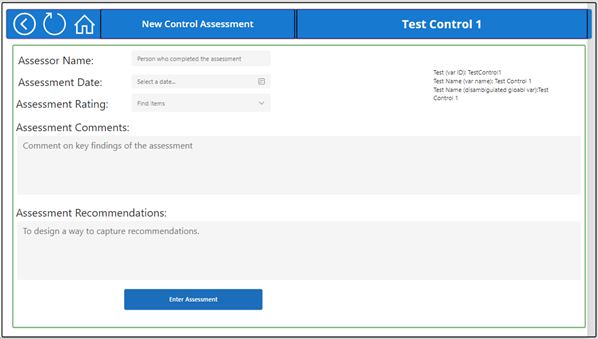 New Control Assessment
Test Control 1
Assessor Name:
Person who completed the assessment
Assessment Date:
Select a date...
Assessment Rating:
Find items
Test (var ID): TestControl1
Test Name (var name): Test Control 1
Test Name (disambigulated gloabl var):Test
Control 1
Assessment Comments:
Comment on key findings of the assessment
Assessment Recommendations:
To design a way to capture recommendations.
Enter Assessment